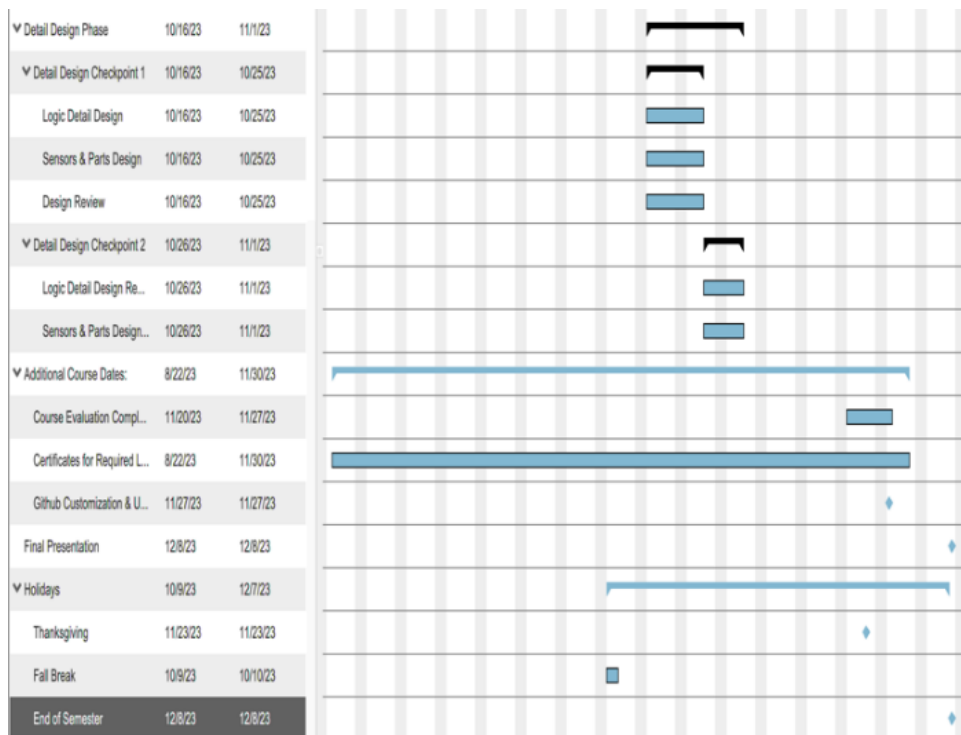 Detail Design Phase 10/16/23 11/1/23
Detail Design Checkpoint 1 10/16/23 10/25/23
Logic Detail Design 10/16/23 10/25/23
Sensors & Parts Design 10/16/23 10/25/23
Design Review 10/16/23 10/25/23
Detail Design Checkpoint 2 10/26/23 11/1/23
Logic Detail Design Re... 10/26/23 11/1/23
Sensors & Parts Design... 10/26/23 11/1/23
Additional Course Dates: 8/22/23 11/30/23
Course Evaluation Compl... 11/20/23 11/27/23
Certificates for Required L... 8/22/23 11/30/23
Github Customization & U... 11/27/23 11/27/23
Final Presentation 12/8/23 12/8/23
Holidays 10/9/23 12/7/23
Thanksgiving 11/23/23 11/23/23
Fall Break 10/9/23 10/10/23
End of Semester 12/8/23 12/8/23